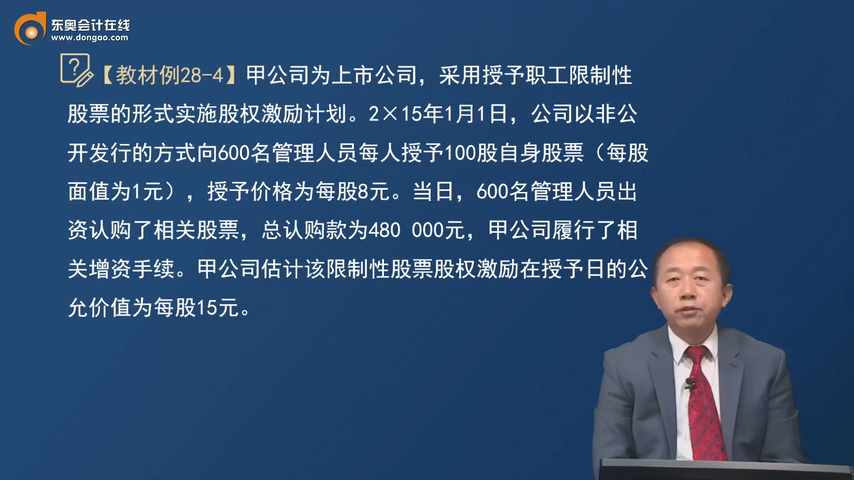 东奥会计在线
www.dongao.com
【教材例28-4】甲公司为上市公司，采用授予职工限制性
股票的形式实施股权激励计划。2×15年1月1日，公司以非公
开发行的方式向600名管理人员每人授予100股自身股票（每股
面值为1元），授予价格为每股8元。当日，600名管理人员出
资认购了相关股票，总认购款为480 000元，甲公司履行了相
关增资手续。甲公司估计该限制性股票股权激励在授予日的公
允价值为每股15元。